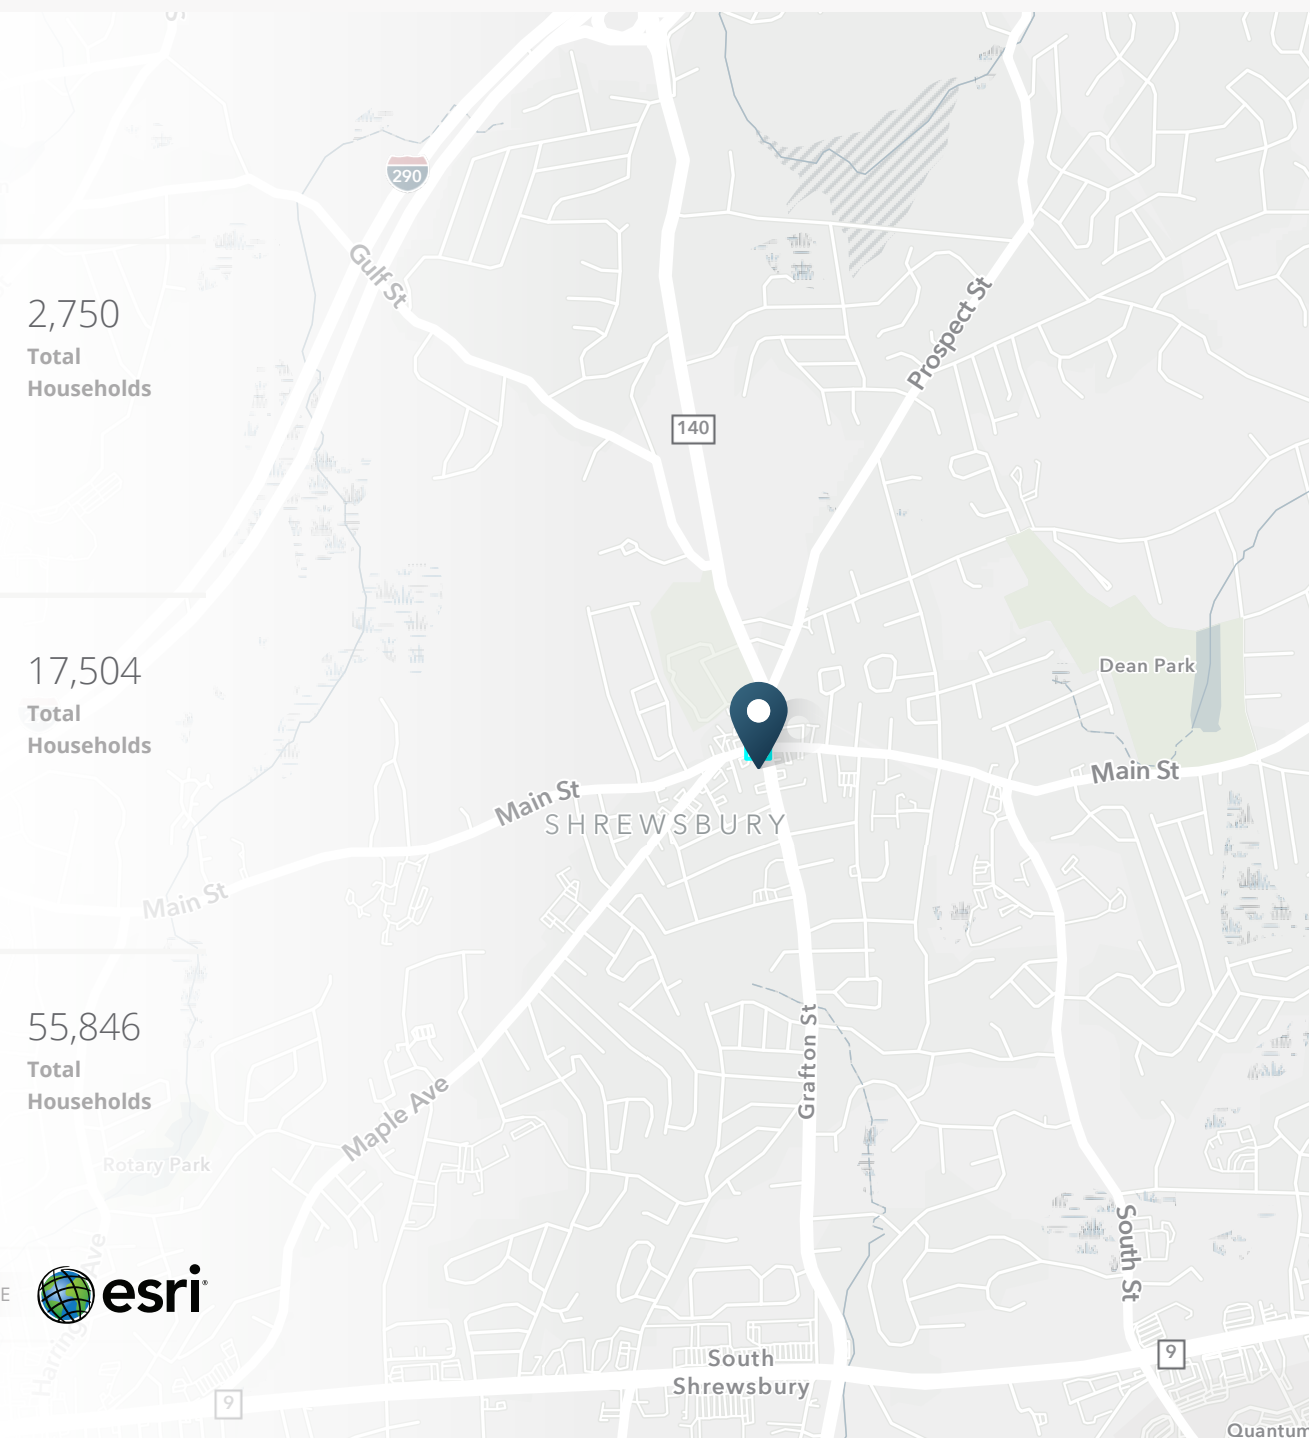 290
Gulf St
2,750
Total
Households
Prospect St
140
17,504
Total
Households
Dean Park
Main St
Main St
SHREWSBURY
Main St
55,846
Total
Households
Grafton St
Maple Ave
Rotary Park
South St
E
esri
9
South
Shrewsbury
9
Quantum